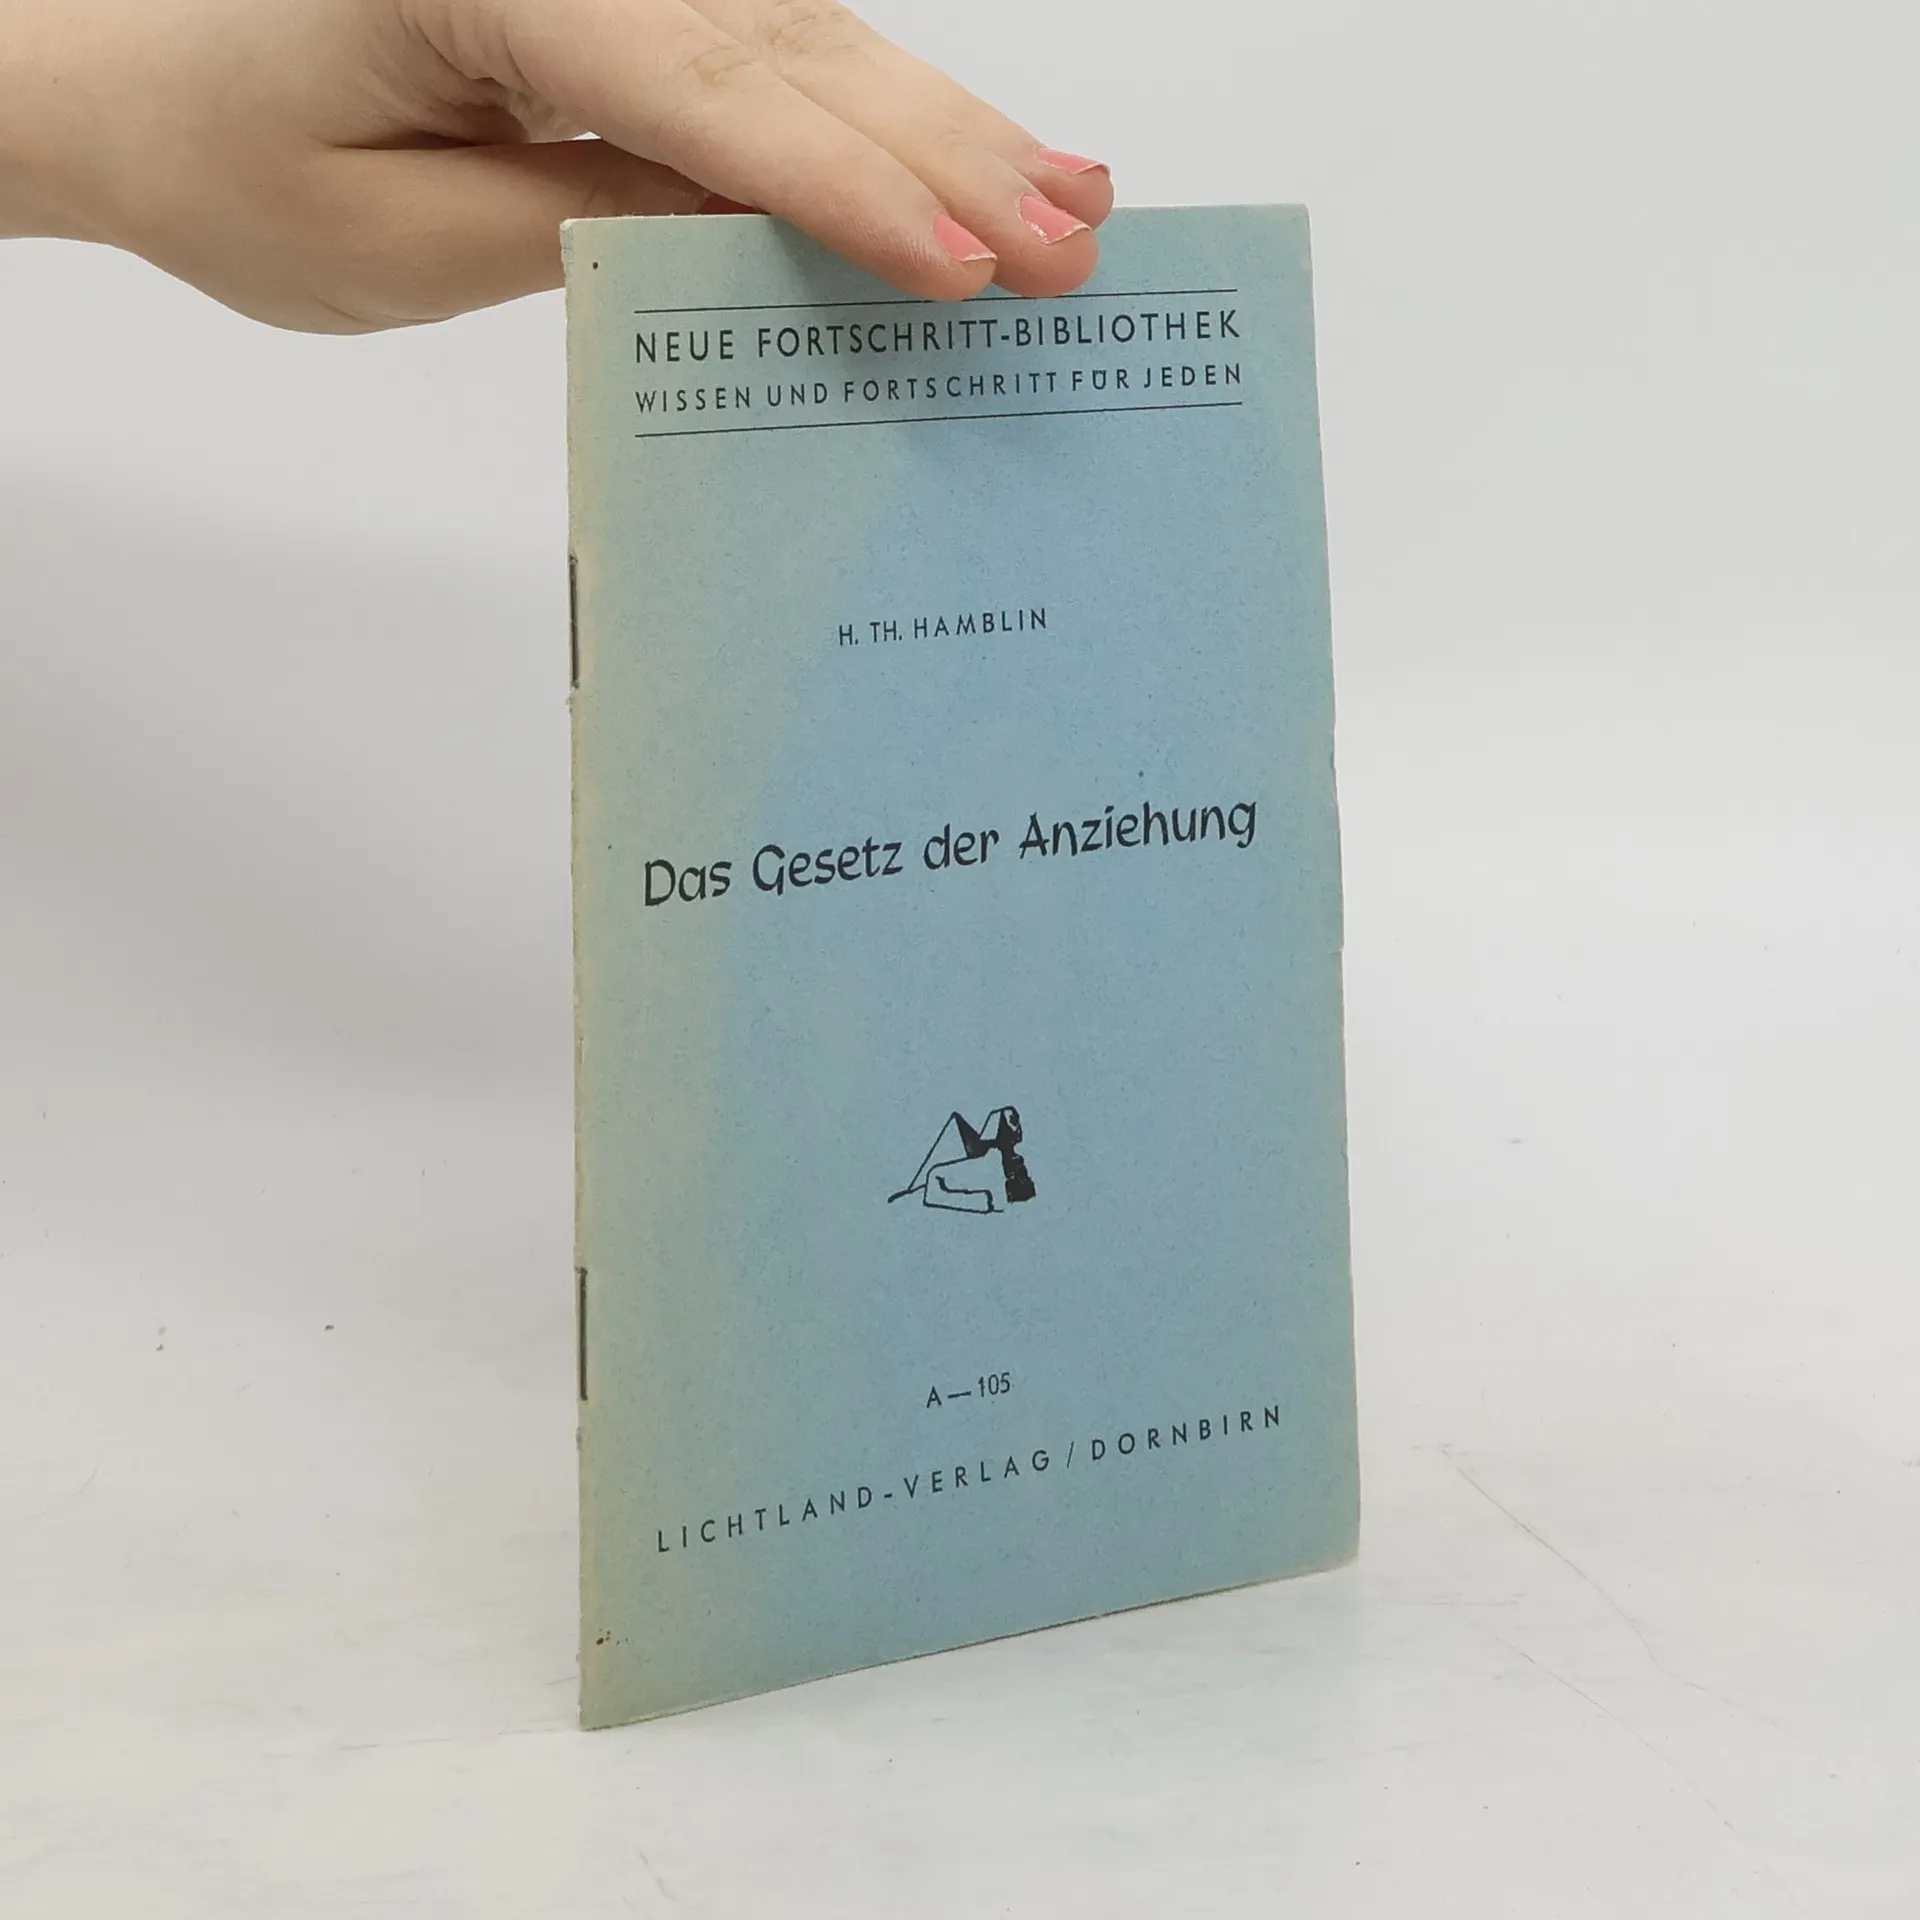 NEUE FORTSCHRITT-BIBLIOTHEK
WISSEN UND FORTSCHRITT FÜR JEDEN
H. TH. HAMBLIN
Das Gesetz der Anziehung
A—105
LICHTLAND-VERLAG / DORNBIRN